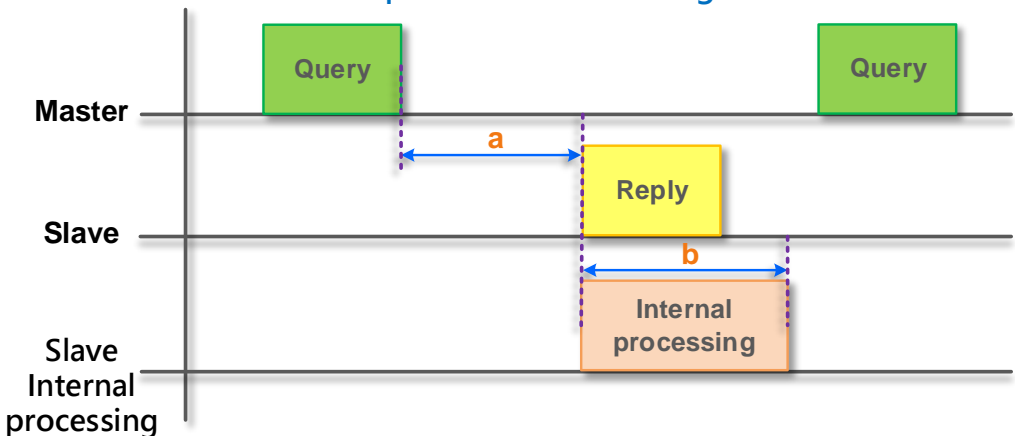 Query
Query
Master
a
Reply
Slave
b
Internal
processing
Slave
Internal
processing